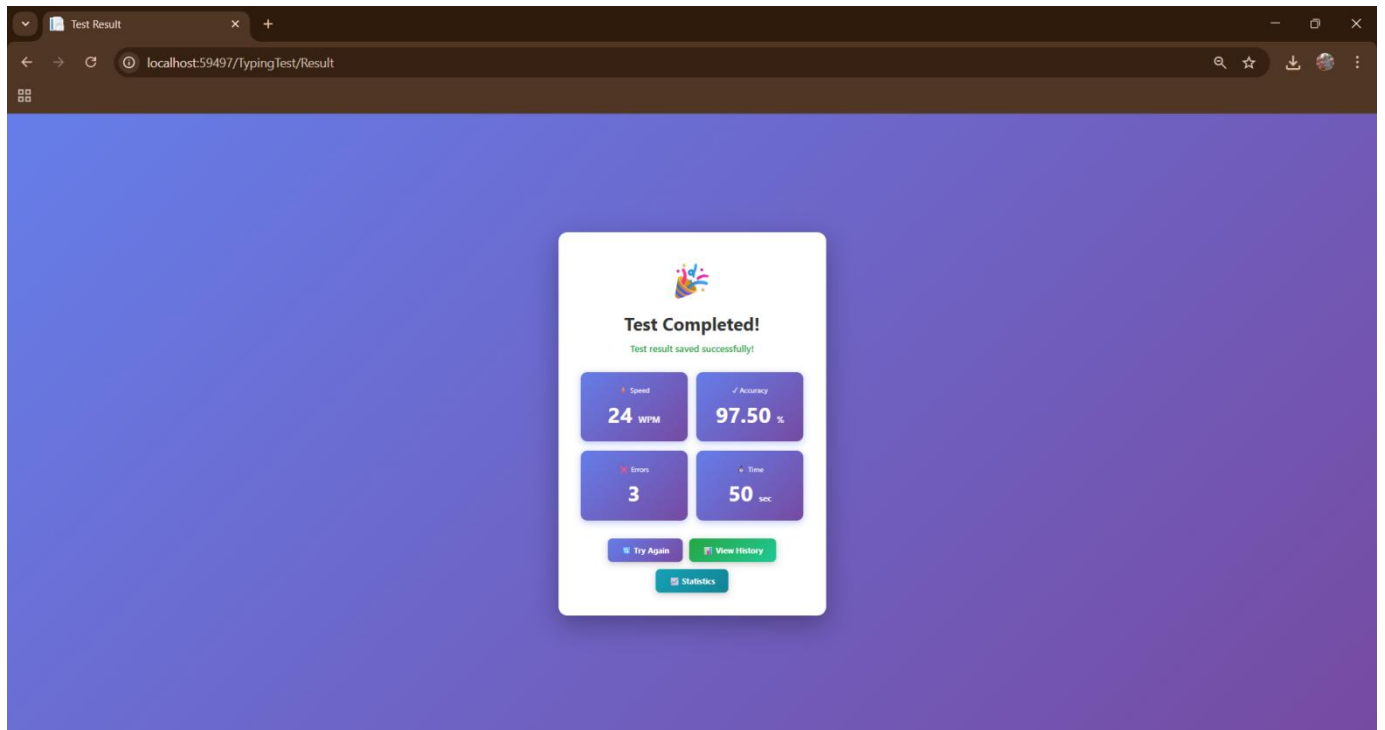 Test Result
localhost:59497/TypingTest/Result
Test Completed!
Test result saved successfully!
Speed
24 WPM
✓ Accuracy
97.50 %
❌ Errors
3
Time
50 sec
Try Again
View History
Statistics